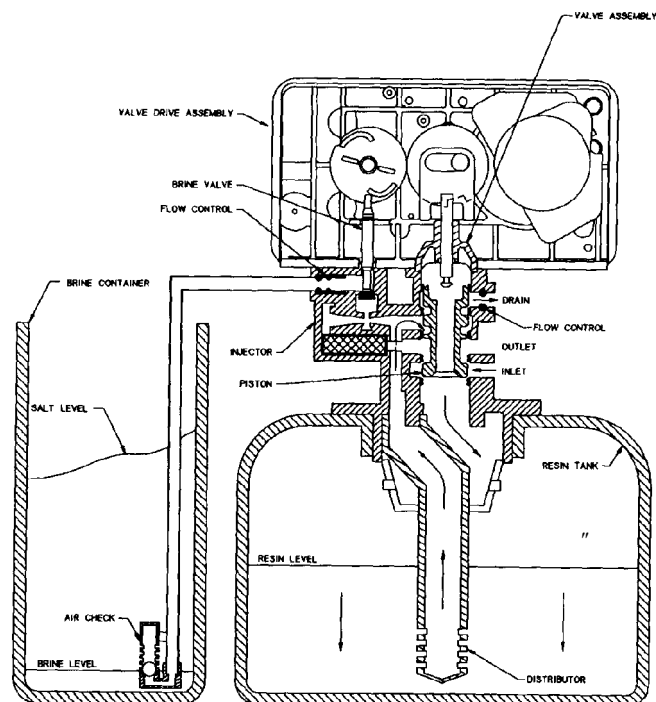 VALVE ASSEMBLY
VALVE DRIVE ASSEMBLY
BRINE VALVE
FLOW CONTROL
BRINE CONTAINER
DRAIN
FLOW CONTROL
INJECTOR
OUTLET
PISTON
INLET
SALT LEVEL
RESIN TANK
"
RESIN LEVEL
AIR CHECK
BRINE LEVEL
DISTRIBUTOR